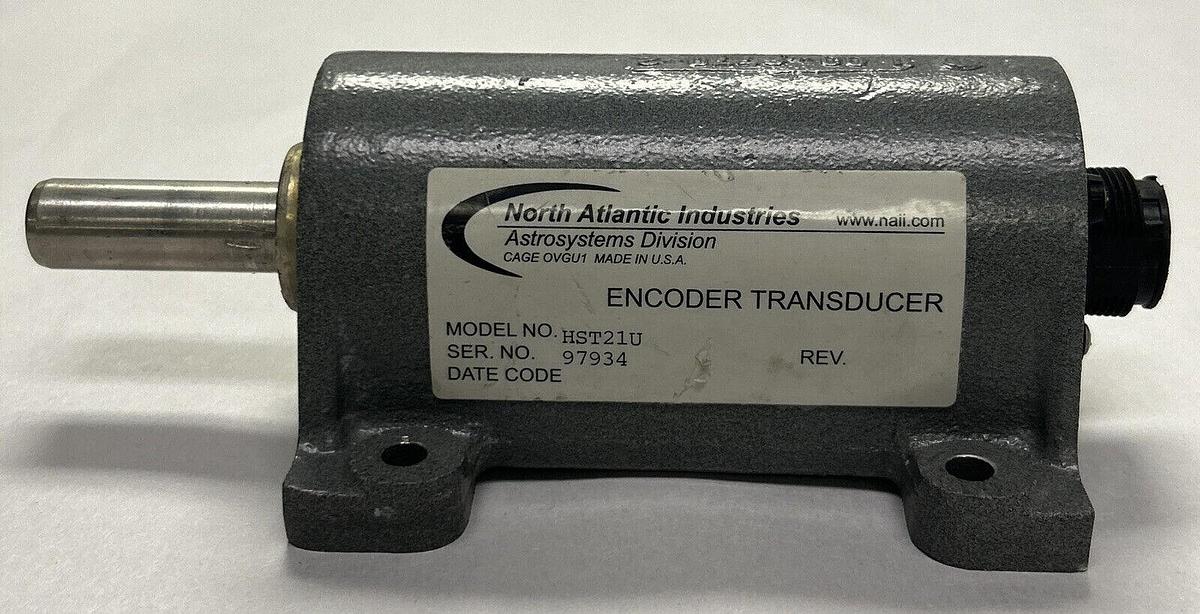 North Atlantic Industries www.naii.com
Astrosystems Division
CAGE OVGU1 MADE IN U.S.A.
ENCODER TRANSDUCER
MODEL NO. HST21U
SER. NO. 97934 REV.
DATE CODE